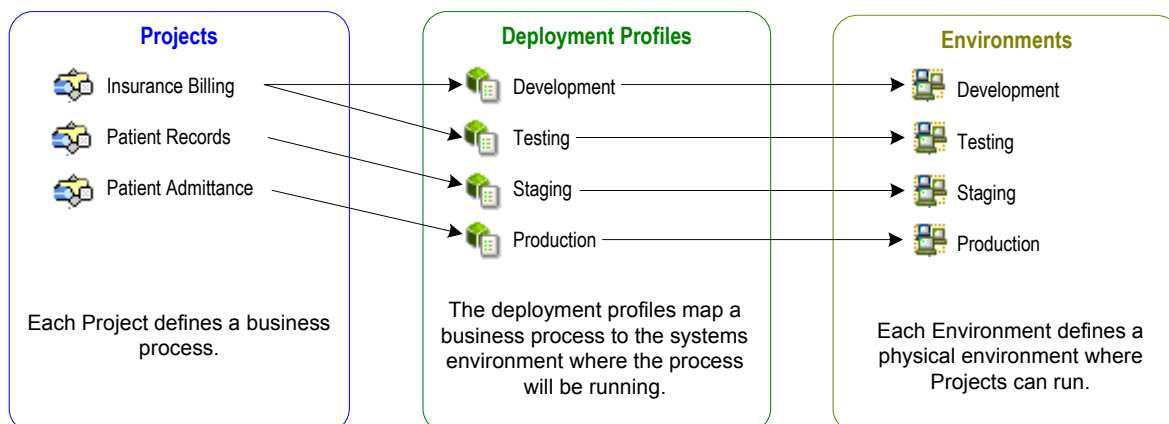 Projects
Insurance Billing
Patient Records
Patient Admittance
Each Project defines a business
process.
Deployment Profiles
Development
Testing
Staging
Production
The deployment profiles map a
business process to the systems
environment where the process
will be running.
Environments
Development
Testing
Staging
Production
Each Environment defines a
physical environment where
Projects can run.